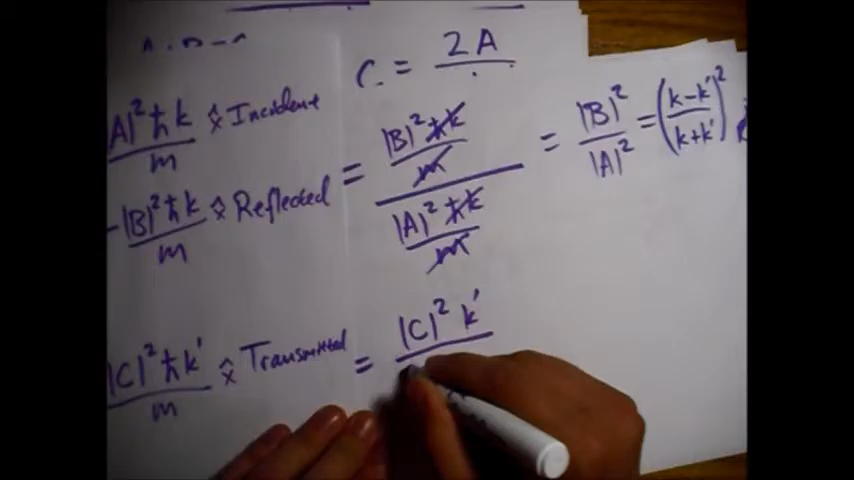 C = 2A
|A|² ħk / m x̂ Incident
-|B|² ħk / m x̂ Reflected = (|B|² ħk / m) / (|A|² ħk / m) = |B|² / |A|² = ((k-k') / (k+k'))²
|C|² ħk' / m x̂ Transmitted = |C|² k'